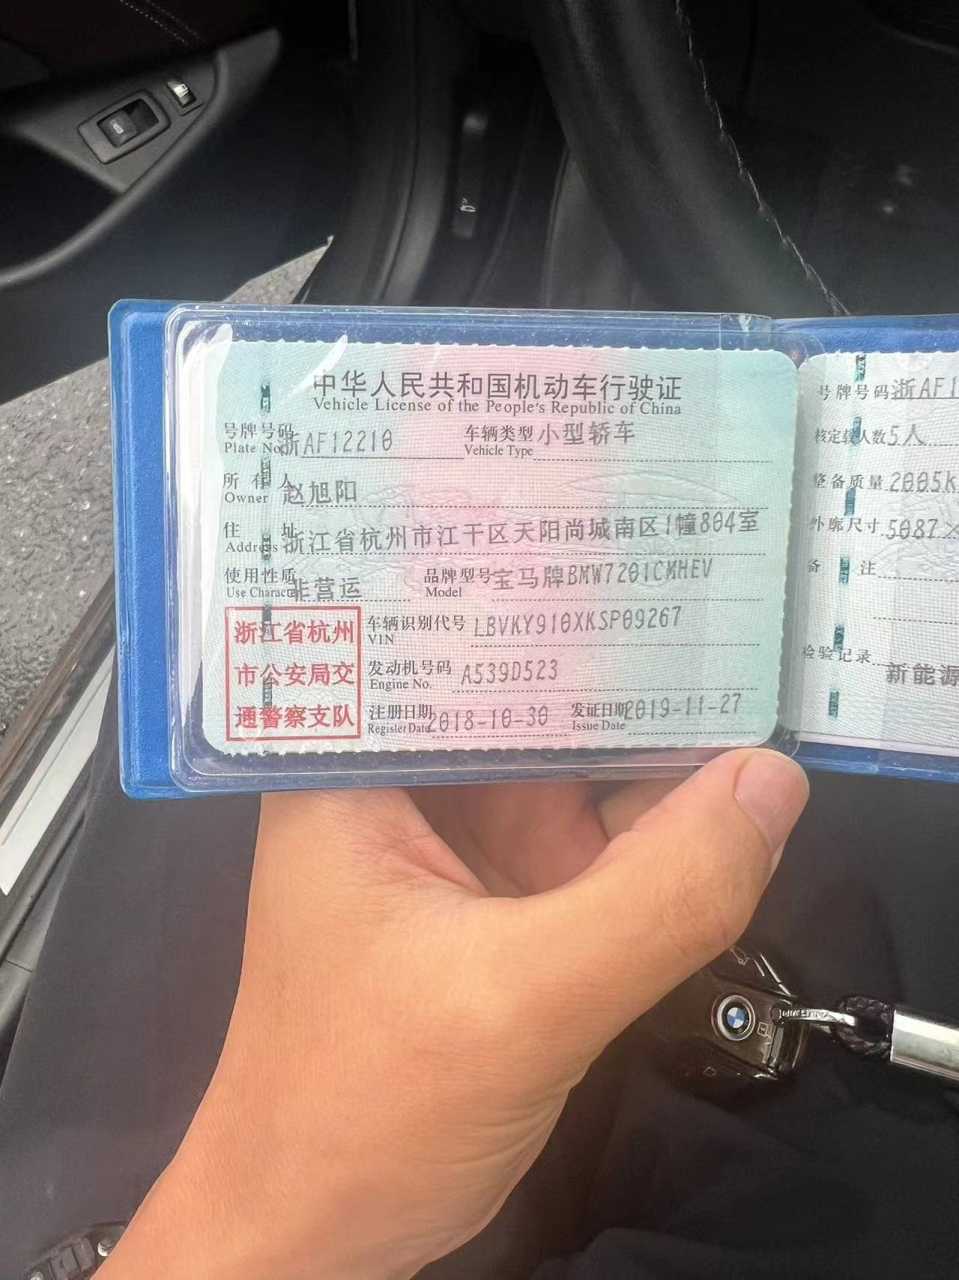 中华人民共和国机动车行驶证
Vehicle License of the People's Republic of China
号牌号码 浙AF12210 车辆类型 小型轿车
Plate No. Vehicle Type
所有人 赵旭阳
Owner
住址 浙江省杭州市江干区天阳尚城南区1幢804室
Address
使用性质 非营运 品牌型号 宝马牌BMW7201CMHEV
Use Character Model
浙江省杭州
市公安局交
通警察支队
车辆识别代号 LBVKY910XKSP09267
VIN
发动机号码 A539D523
Engine No.
注册日期 2018-10-30 发证日期 2019-11-27
Register Date Issue Date
号牌号码 浙AF1
核定载人数 5人
整备质量 2005k
外廓尺寸 5087×
备注
检验记录
新能源